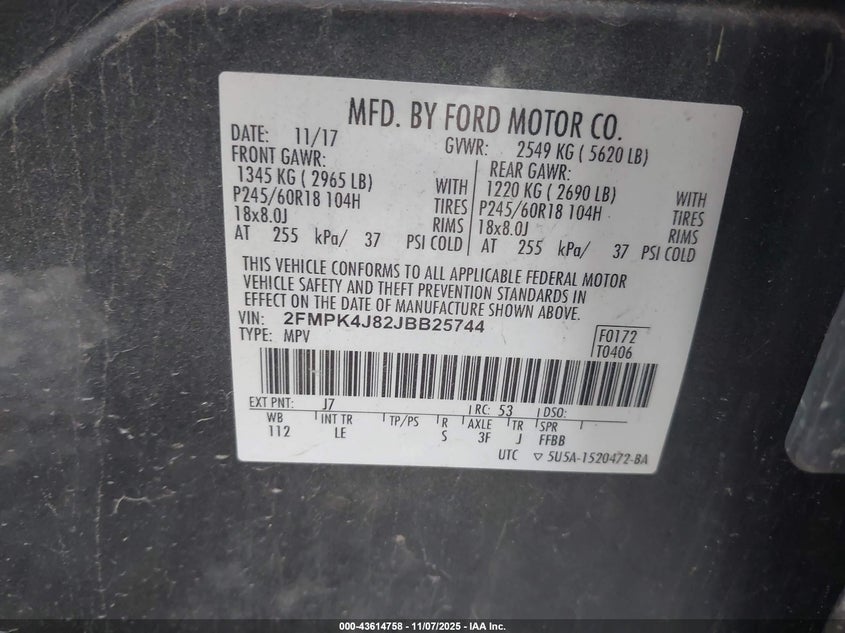 MFD. BY FORD MOTOR CO.
DATE: 11/17 GVWR: 2549 KG ( 5620 LB)
FRONT GAWR: REAR GAWR:
1345 KG ( 2965 LB) WITH 1220 KG ( 2690 LB) WITH
P245/60R18 104H TIRES P245/60R18 104H TIRES
18x8.0J RIMS 18x8.0J RIMS
AT 255 kPa/ 37 PSI COLD AT 255 kPa/ 37 PSI COLD
THIS VEHICLE CONFORMS TO ALL APPLICABLE FEDERAL MOTOR
VEHICLE SAFETY AND THEFT PREVENTION STANDARDS IN
EFFECT ON THE DATE OF MANUFACTURE SHOWN ABOVE.
VIN: 2FMPK4J82JBB25744
TYPE: MPV
F0172
T0406
EXT PNT: J7 RC: 53 DSO:
WB INT TR TP/PS R AXLE TR SPR
112 LE S 3F J FFBB
UTC ▽ 5U5A-1520472-BA
000-43614758 - 11/07/2025 - IAA Inc.